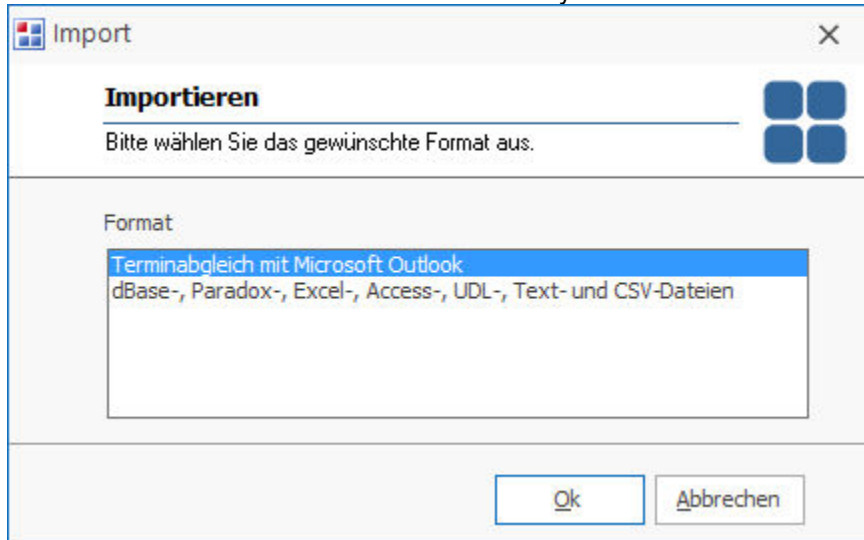 Import
Importieren
Bitte wählen Sie das gewünschte Format aus.
Format
Terminabgleich mit Microsoft Outlook
dBase-, Paradox-, Excel-, Access-, UDL-, Text- und CSV-Dateien
Ok
Abbrechen